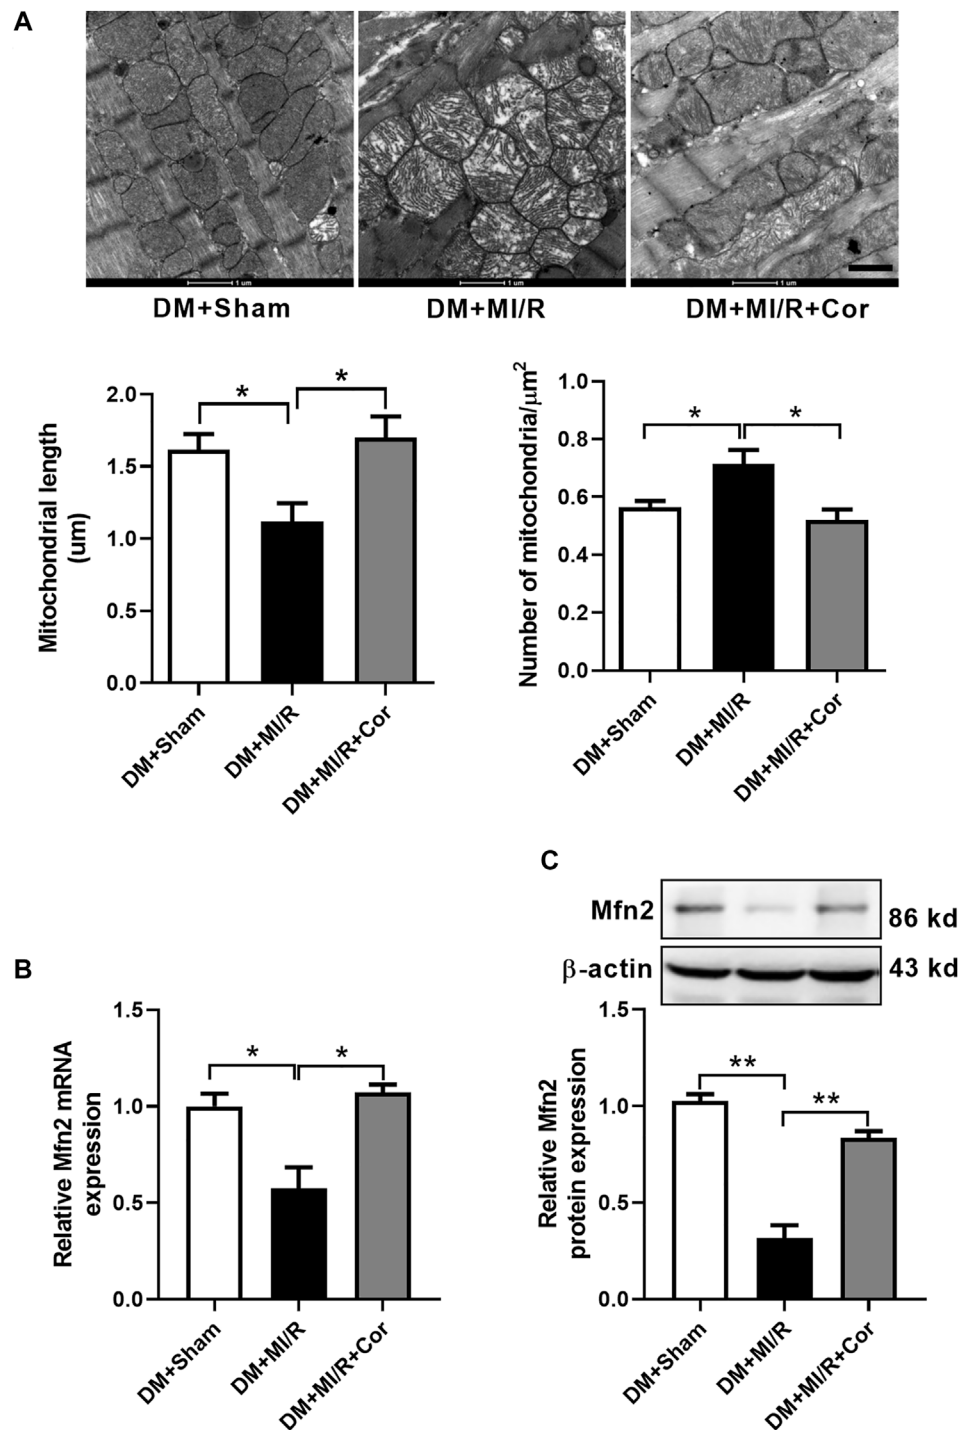 A
1 um
1 um
1 um
DM+Sham
DM+MI/R
DM+MI/R+Cor
Mitochondrial length
(um)
2.0
1.5
1.0
0.5
0.0
*
*
DM+Sham
DM+MI/R
DM+MI/R+Cor
Number of mitochondria/μm²
1.0
0.8
0.6
0.4
0.2
0.0
*
*
DM+Sham
DM+MI/R
DM+MI/R+Cor
B
Relative Mfn2 mRNA
expression
1.5
1.0
0.5
0.0
*
*
DM+Sham
DM+MI/R
DM+MI/R+Cor
C
Mfn2
86 kd
β-actin
43 kd
Relative Mfn2
protein expression
1.5
1.0
0.5
0.0
**
**
DM+Sham
DM+MI/R
DM+MI/R+Cor